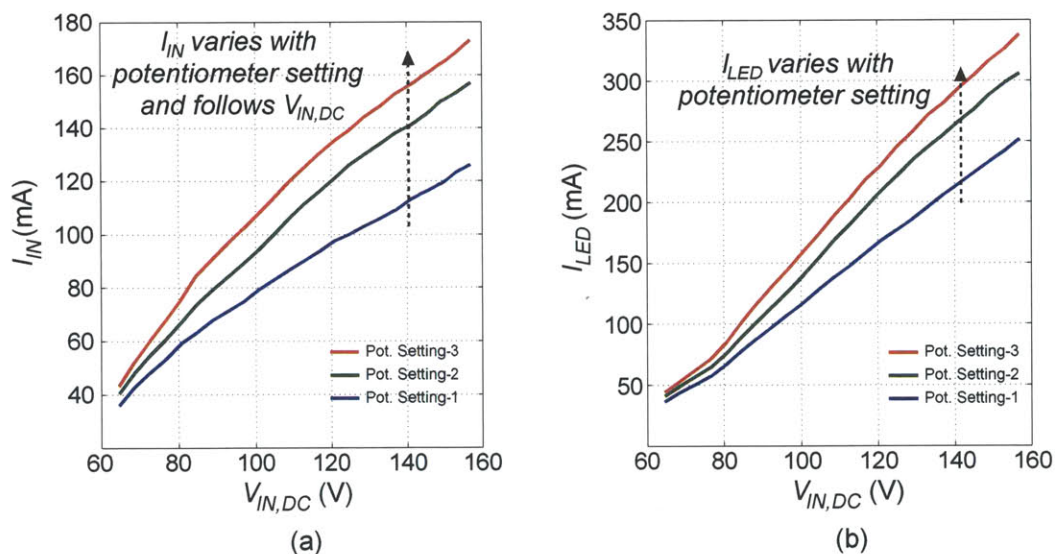 180
160
140
120
100
80
60
40
I_IN (mA)
I_IN varies with
potentiometer setting
and follows V_IN,DC
Pot. Setting-3
Pot. Setting-2
Pot. Setting-1
60 80 100 120 140 160
V_IN,DC (V)
(a)
350
300
250
200
150
100
50
I_LED (mA)
I_LED varies with
potentiometer setting
Pot. Setting-3
Pot. Setting-2
Pot. Setting-1
60 80 100 120 140 160
V_IN,DC (V)
(b)